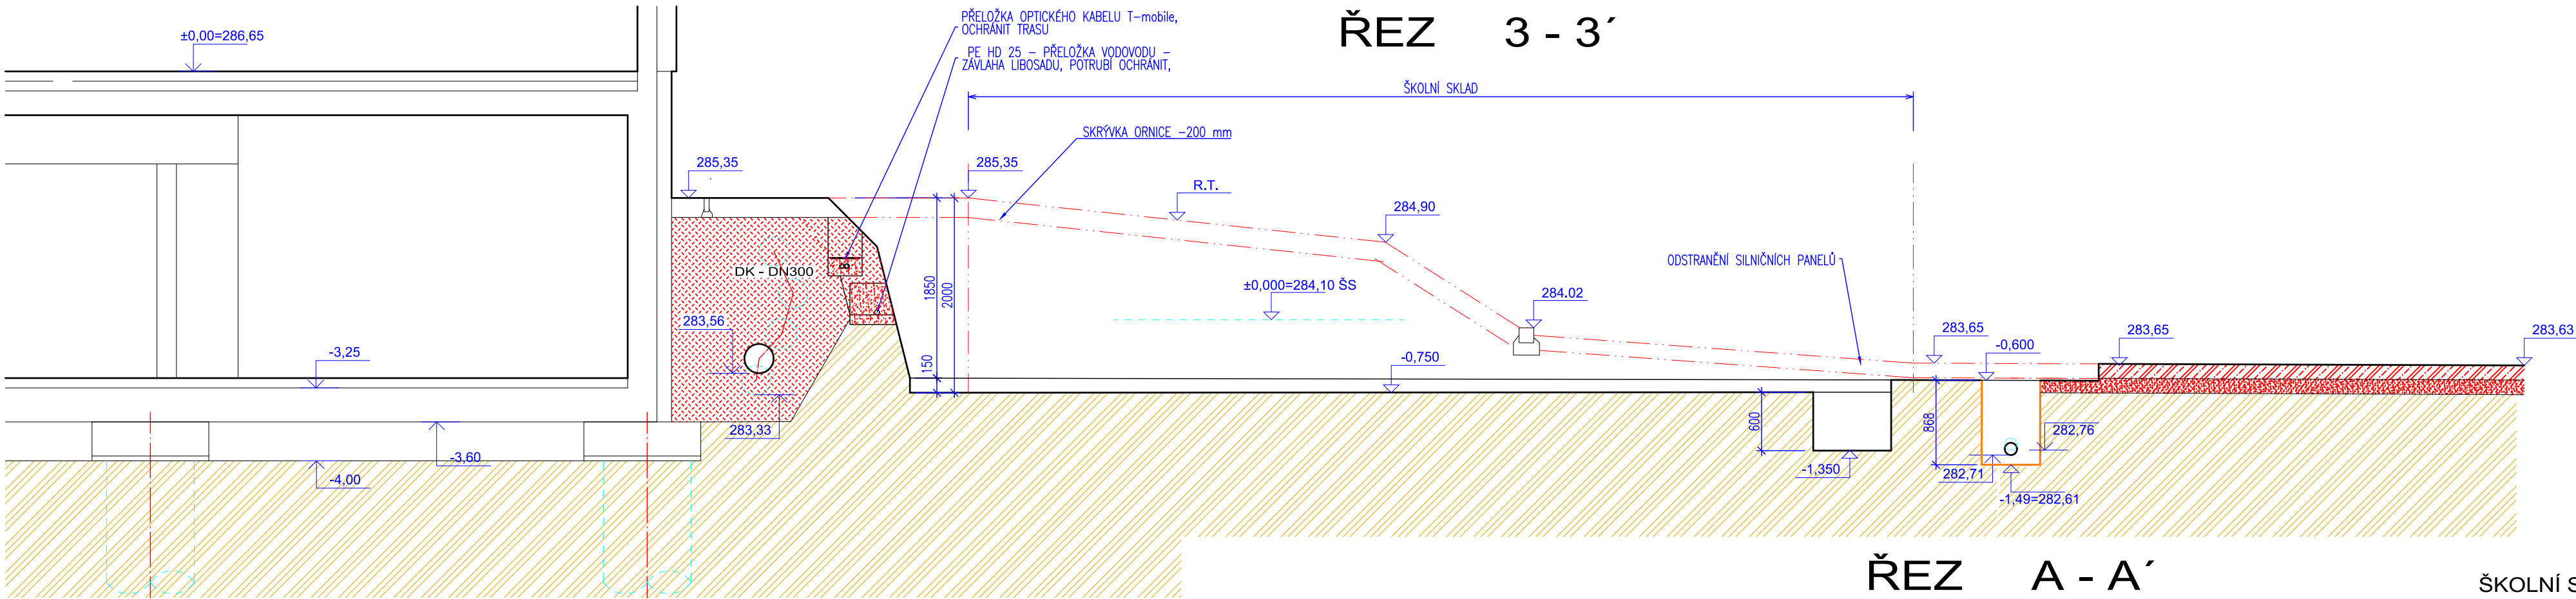 ŘEZ 3 - 3´
PŘELOŽKA OPTICKÉHO KABELU T-mobile,
OCHRÁNIT TRASU
PE HD 25 - PŘELOŽKA VODOVODU -
ZÁVLAHA LIBOSADU, POTRUBÍ OCHRÁNIT,
±0,00=286,65
ŠKOLNÍ SKLAD
SKRÝVKA ORNICE -200 mm
285,35
285,35
R.T.
284,90
ODSTRANĚNÍ SILNIČNÍCH PANELŮ
DK - DN300
±0,000=284,10 ŠS
284.02
1850
2000
283,56
283,65
283,65
283,63
-0,600
-3,25
150
-0,750
600
868
283,33
282,76
-3,60
-1,350
282,71
-4,00
-1,49=282,61
ŘEZ A - A´
ŠKOLNÍ S